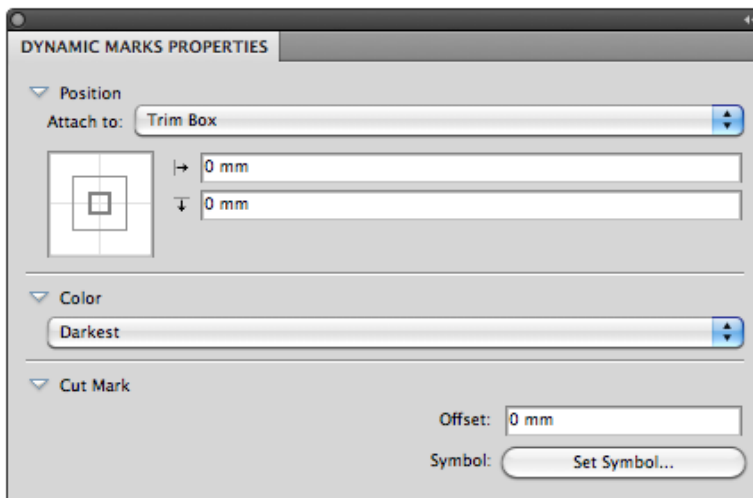 DYNAMIC MARKS PROPERTIES
Position
Attach to: Trim Box
0 mm
0 mm
Color
Darkest
Cut Mark
Offset: 0 mm
Symbol: Set Symbol...